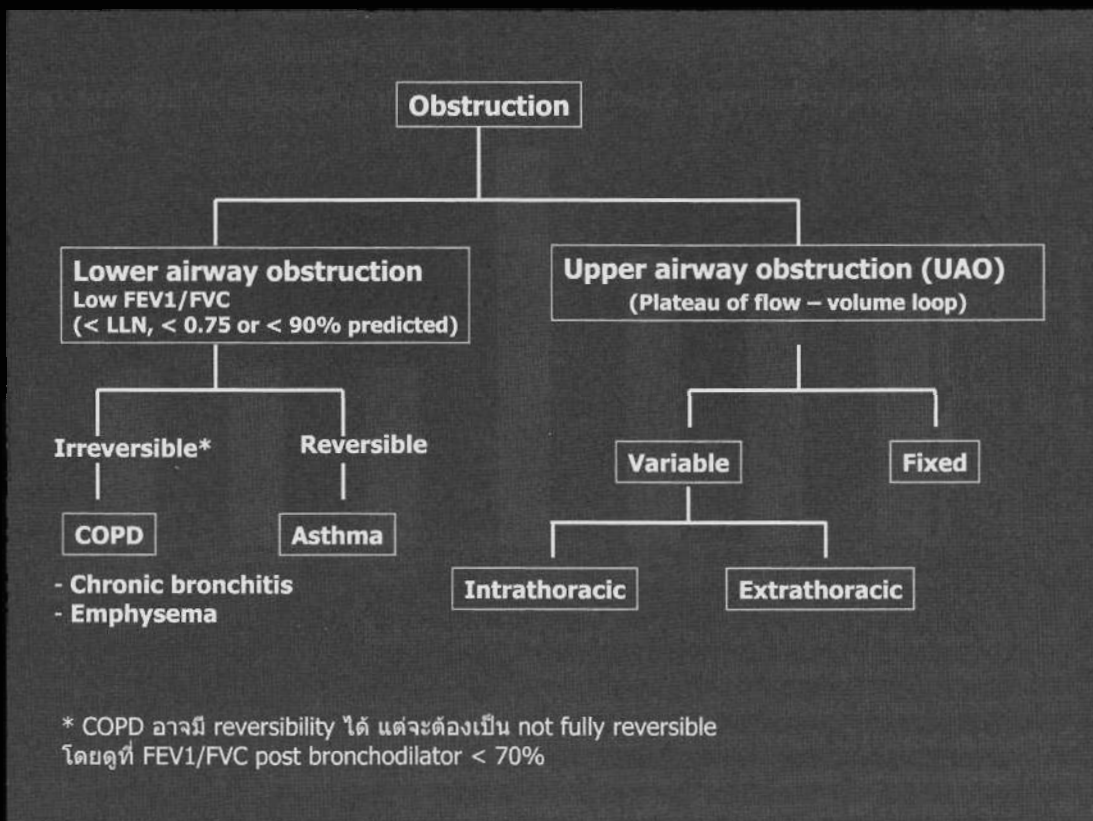 Obstruction
Lower airway obstruction
Low FEV1/FVC
(< LLN, < 0.75 or < 90% predicted)
Upper airway obstruction (UAO)
(Plateau of flow – volume loop)
Irreversible*
Reversible
Variable
Fixed
COPD
Asthma
- Chronic bronchitis
- Emphysema
Intrathoracic
Extrathoracic
* COPD อาจมี reversibility ได้ แต่จะต้องเป็น not fully reversible
โดยดูที่ FEV1/FVC post bronchodilator < 70%